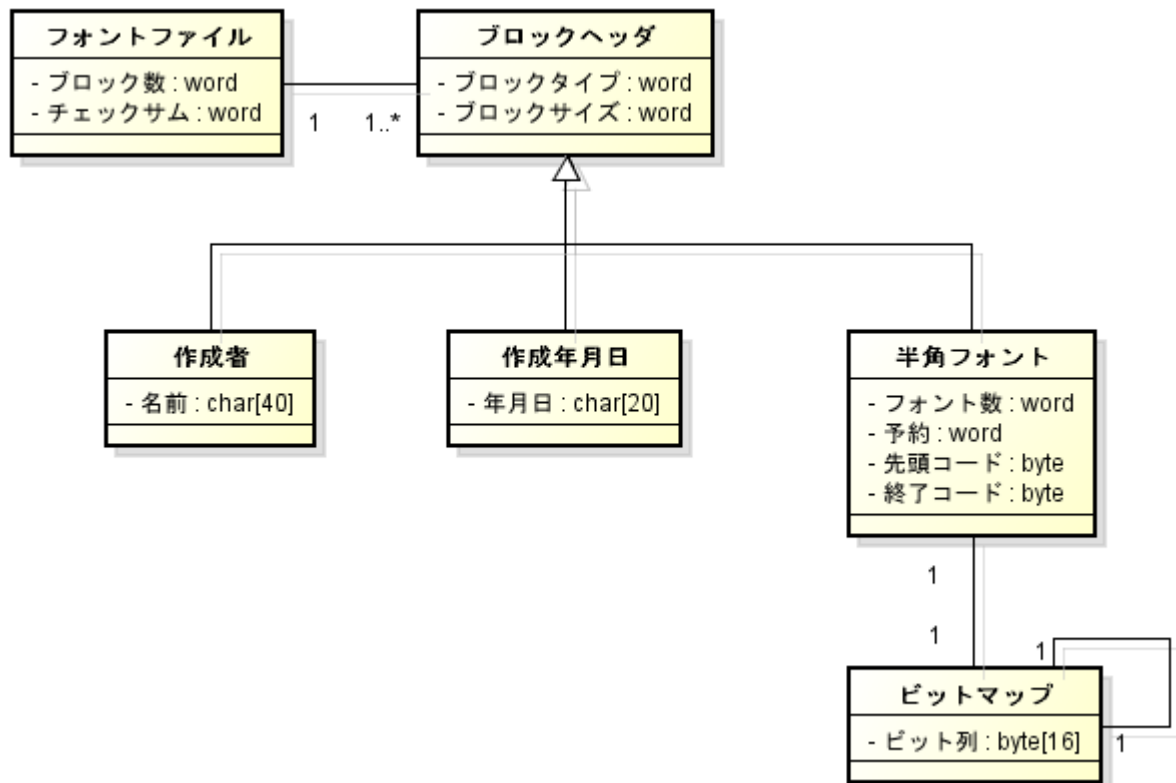 フォントファイル
- ブロック数 : word
- チェックサム : word
1
1..*
ブロックヘッダ
- ブロックタイプ : word
- ブロックサイズ : word
作成者
- 名前 : char[40]
作成年月日
- 年月日 : char[20]
半角フォント
- フォント数 : word
- 予約 : word
- 先頭コード : byte
- 終了コード : byte
1
1
1
ビットマップ
- ビット列 : byte[16]
1